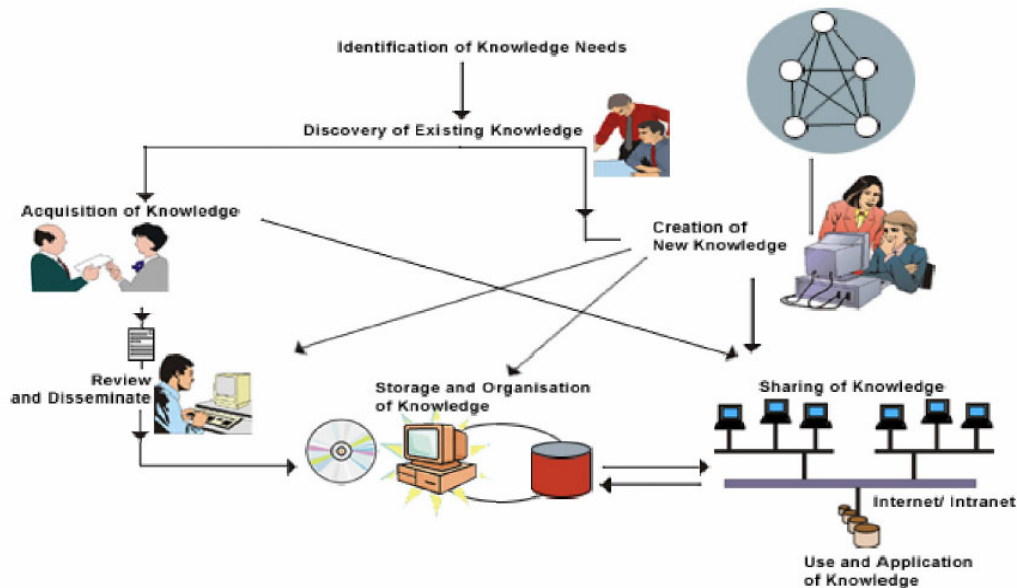 Identification of Knowledge Needs
Discovery of Existing Knowledge
Acquisition of Knowledge
Creation of
New Knowledge
Review
and Disseminate
Storage and Organisation
of Knowledge
Sharing of Knowledge
Internet/ intranet
Use and Application
of Knowledge